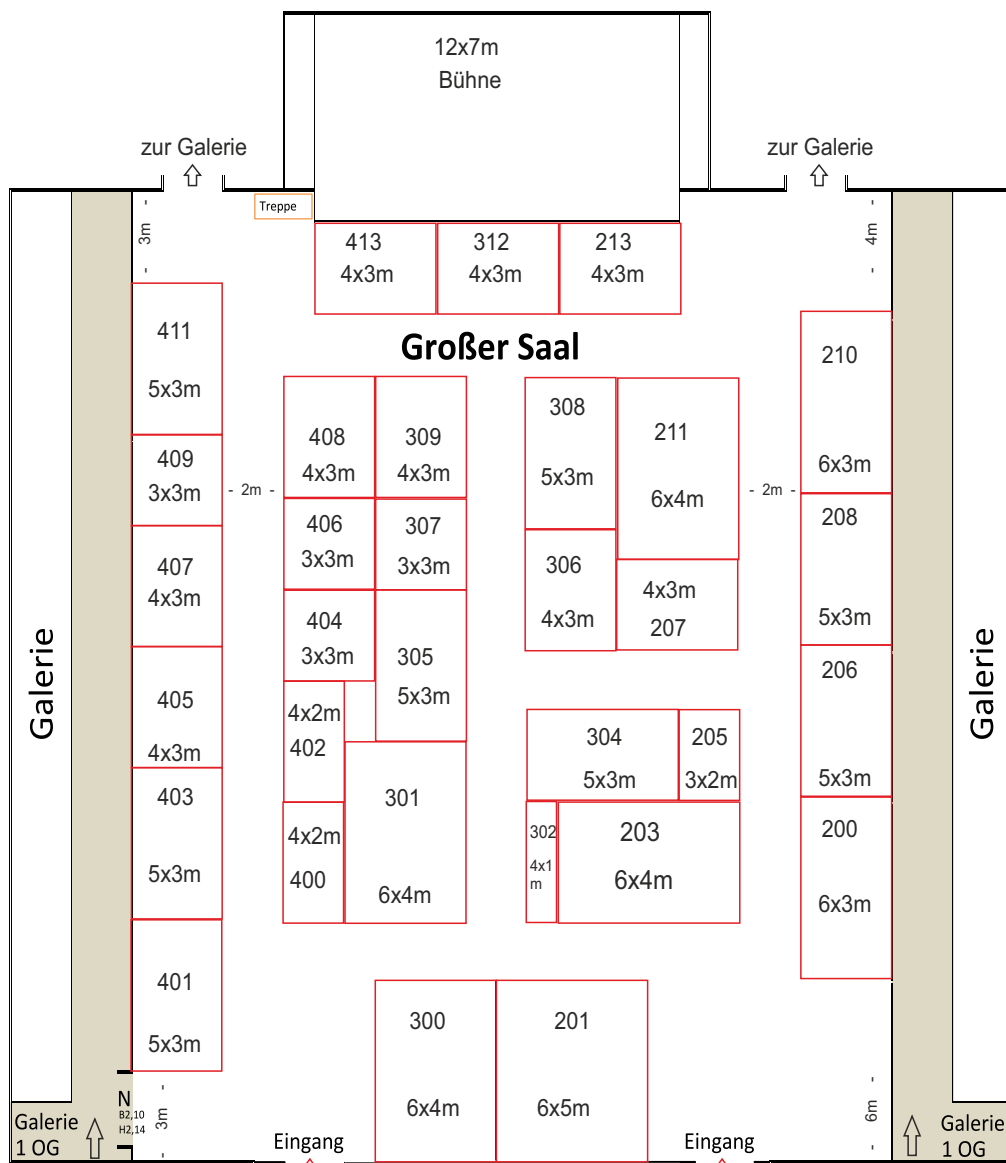 12x7m
Bühne
zur Galerie
zur Galerie
Treppe
3m
4m
413
4x3m
312
4x3m
213
4x3m
Großer Saal
411
5x3m
409
3x3m
407
4x3m
405
4x3m
403
5x3m
401
5x3m
- 2m -
408
4x3m
309
4x3m
406
3x3m
307
3x3m
404
3x3m
305
5x3m
4x2m
402
301
6x4m
4x2m
400
308
5x3m
211
6x4m
306
4x3m
4x3m
207
304
5x3m
205
3x2m
302
4x1
m
203
6x4m
- 2m -
210
6x3m
208
5x3m
206
5x3m
200
6x3m
Galerie
Galerie
300
6x4m
201
6x5m
N
B2,10
H2,14
3m
6m
Galerie
1 OG
Eingang
Eingang
Galerie
1 OG